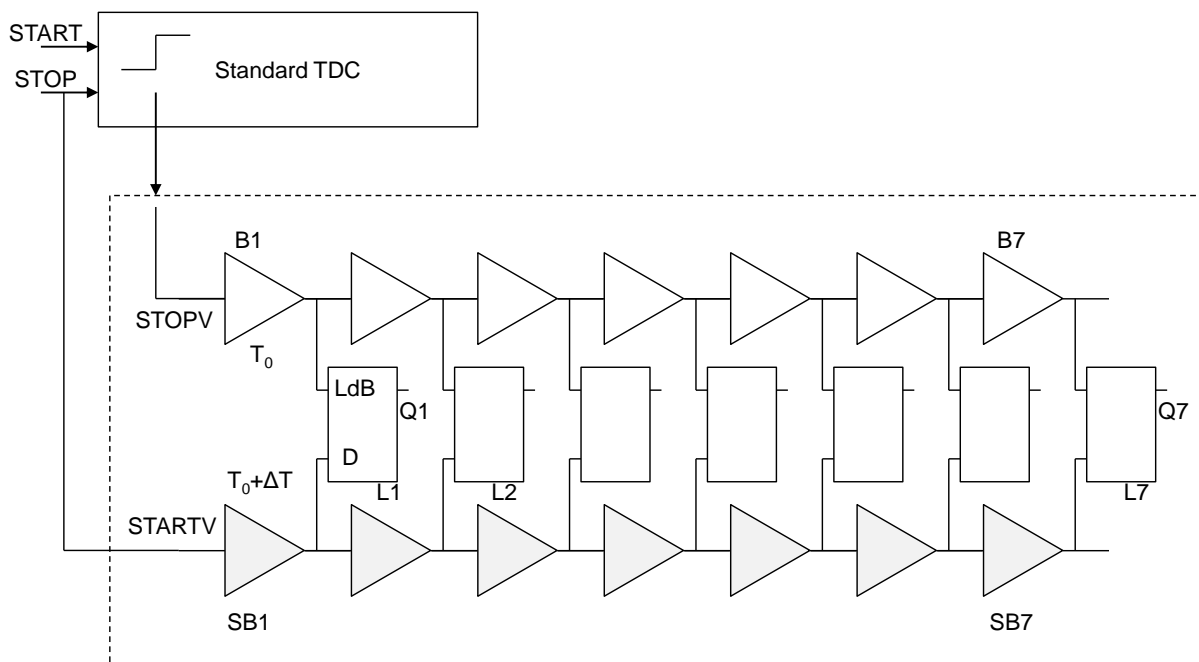 START
STOP
Standard TDC
B1
B7
STOPV
T0
LdB
Q1
Q7
D
T0+ΔT
L1
L2
L7
STARTV
SB1
SB7